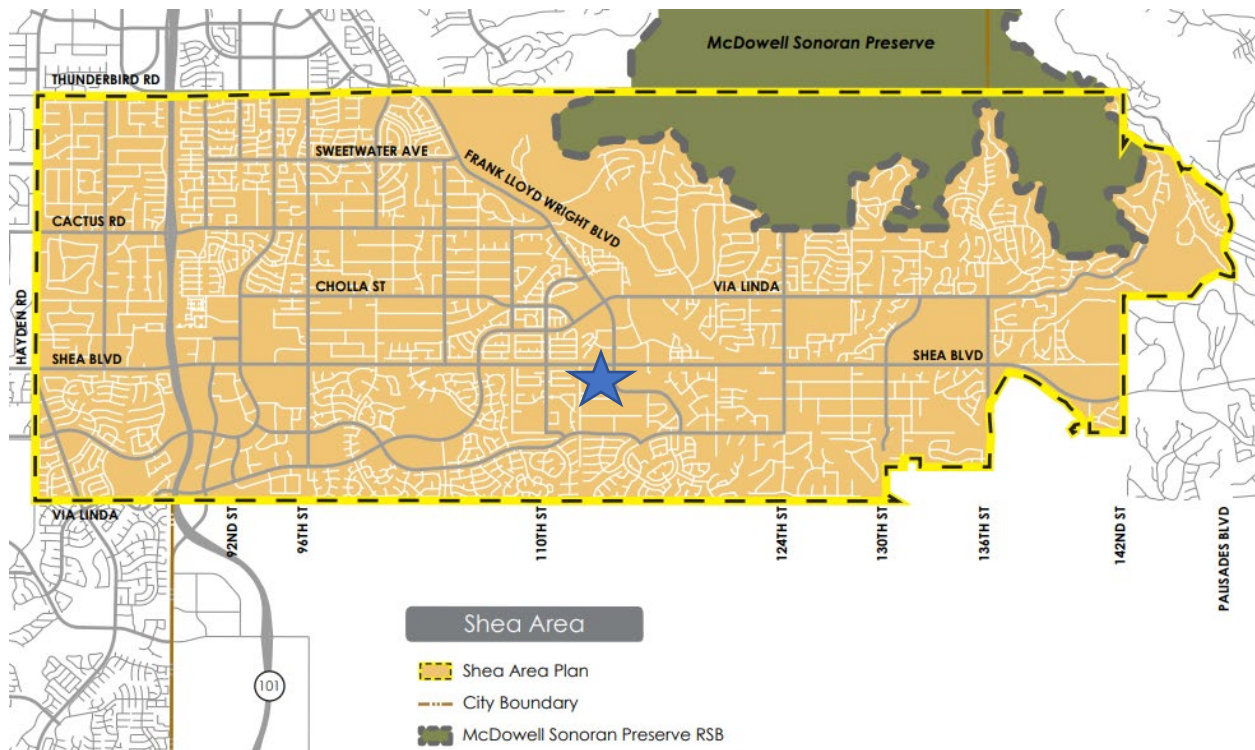 McDowell Sonoran Preserve
THUNDERBIRD RD
SWEETWATER AVE
FRANK LLOYD WRIGHT BLVD
CACTUS RD
CHOLLA ST
VIA LINDA
HAYDEN RD
SHEA BLVD
SHEA BLVD
VIA LINDA
92ND ST
96TH ST
110TH ST
124TH ST
130TH ST
136TH ST
142ND ST
PALISADES BLVD
Shea Area
Shea Area Plan
101
City Boundary
McDowell Sonoran Preserve RSB